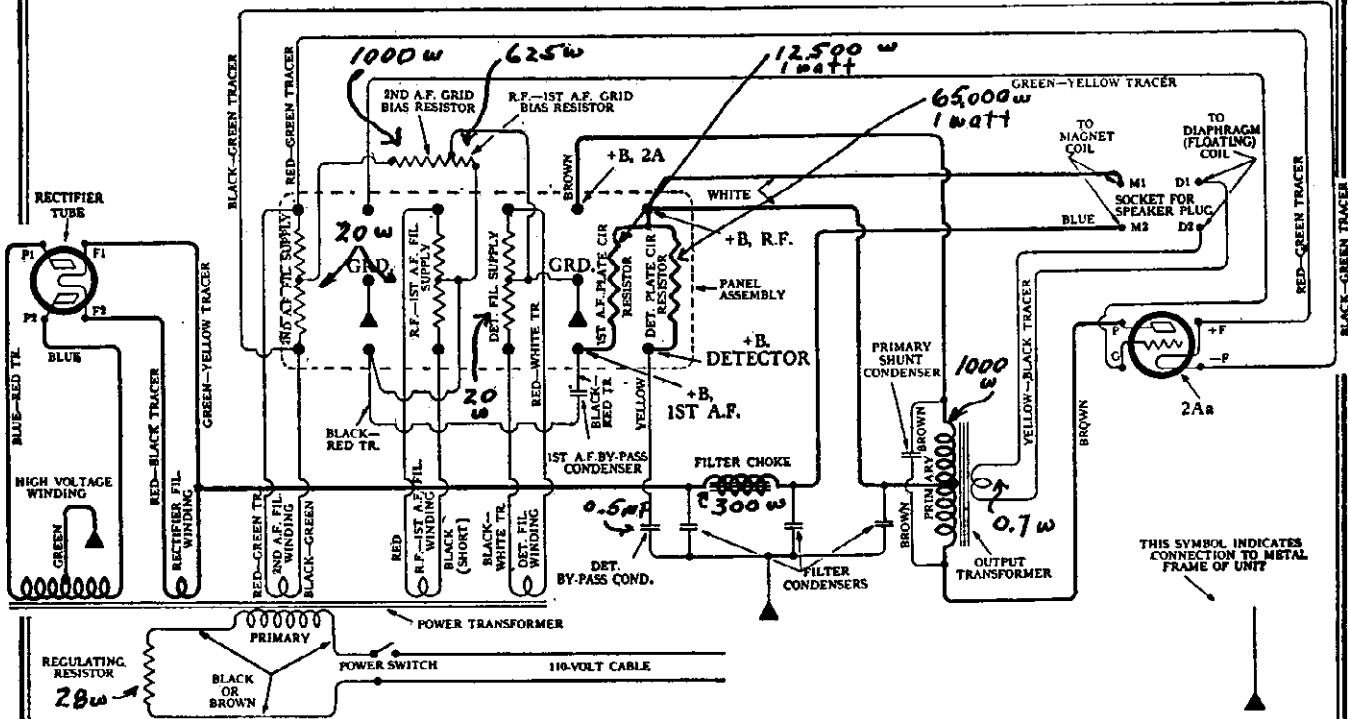 1000 w
625 w
12,500 w
1 watt
GREEN—YELLOW TRACER
2ND A.F. GRID
BIAS RESISTOR
R.F.—1ST A.F. GRID
BIAS RESISTOR
65,000 w
1 watt
BLACK—GREEN TRACER
RED—GREEN TRACER
TO
MAGNET
COIL
TO
DIAPHRAGM
(FLOATING)
COIL
+B, 2A
BROWN
WHITE
M1
D1
SOCKET FOR
SPEAKER PLUG
BLUE
M2
D2
RED—GREEN TRACER
BLACK—GREEN TRACER
RECTIFIER
TUBE
P1
F1
P2
F2
BLUE
20 w
GRD.
GRD.
+B, R.F.
2ND A.F. FIL SUPPLY
R.F.—1ST A.F. FIL
SUPPLY
DET. FIL SUPPLY
1ST A.F. PLATE CIR
RESISTOR
DET. PLATE CIR
RESISTOR
PANEL
ASSEMBLY
+B,
DETECTOR
+B,
1ST A.F.
20
w
RED—WHITE TR.
BLACK—
RED TR
YELLOW
BLACK—
RED TR.
1ST A.F. BY-PASS
CONDENSER
BLUE—RED TR.
RED—BLACK TRACER
GREEN—YELLOW TRACER
PRIMARY
SHUNT
CONDENSER
1000
w
YELLOW—BLACK TRACER
BROWN
P
G
+F
—F
2Aa
HIGH VOLTAGE
WINDING
GREEN
RECTIFIER FIL.
WINDING
RED—GREEN TR.
2ND A.F. FIL.
WINDING
BLACK—GREEN
RED
R.F.—1ST A.F. FIL.
WINDING
BLACK
(SHORT)
BLACK—
WHITE TR.
DET. FIL
WINDING
FILTER CHOKE
300 w
0.5 MF
DET.
BY-PASS COND.
FILTER
CONDENSERS
BROWN
BROWN
PRIMARY
0.7 w
OUTPUT
TRANSFORMER
THIS SYMBOL INDICATES
CONNECTION TO METAL
FRAME OF UNIT
POWER TRANSFORMER
PRIMARY
REGULATING
RESISTOR
28 w
BLACK
OR
BROWN
POWER SWITCH
110-VOLT CABLE